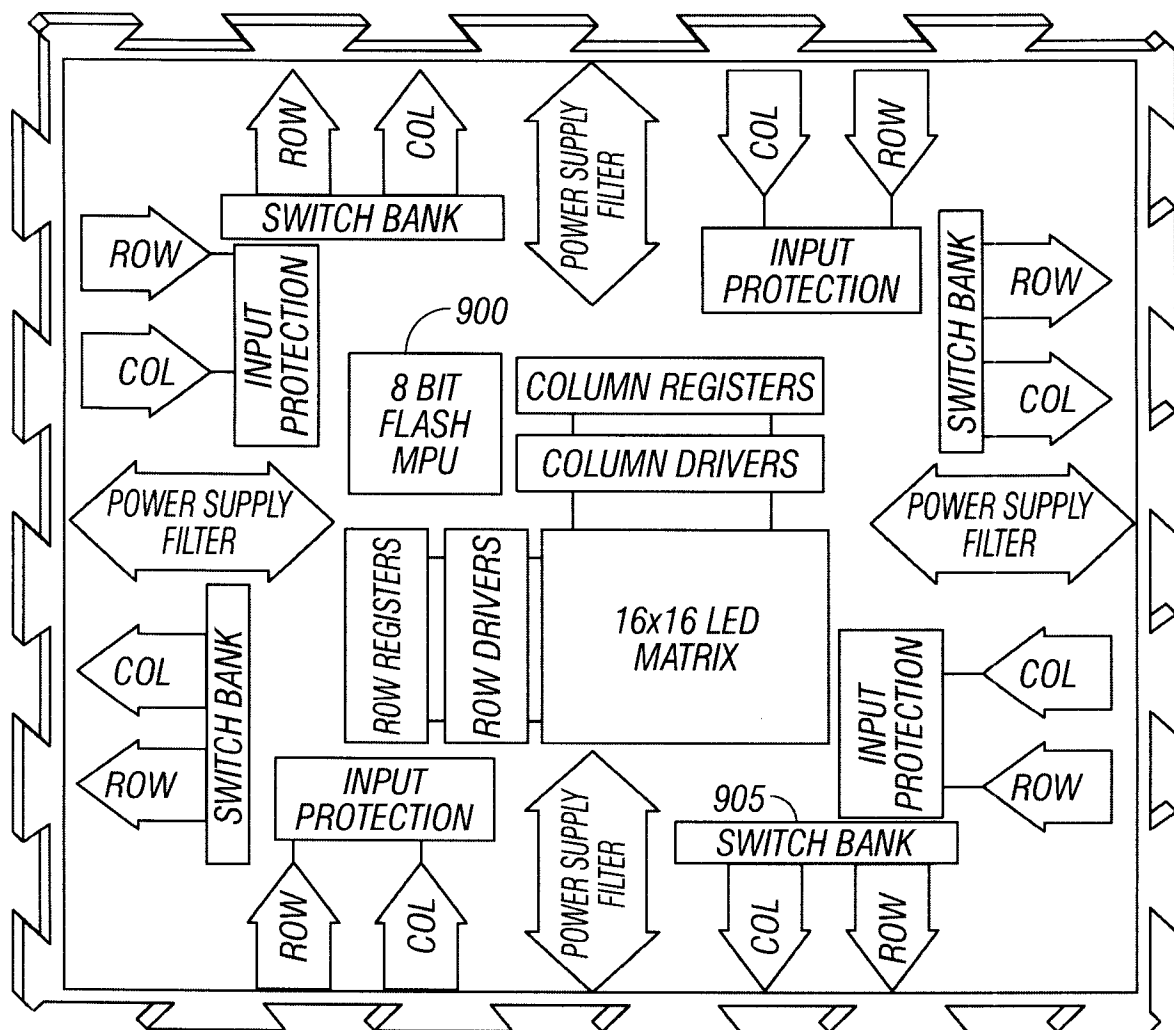 ROW
COL
POWER SUPPLY
FILTER
COL
ROW
SWITCH BANK
ROW
COL
INPUT
PROTECTION
INPUT
PROTECTION
SWITCH BANK
ROW
COL
900
8 BIT
FLASH
MPU
COLUMN REGISTERS
COLUMN DRIVERS
POWER SUPPLY
FILTER
POWER SUPPLY
FILTER
ROW REGISTERS
ROW DRIVERS
16x16 LED
MATRIX
COL
ROW
SWITCH BANK
INPUT
PROTECTION
COL
ROW
INPUT
PROTECTION
905
SWITCH BANK
ROW
COL
POWER SUPPLY
FILTER
COL
ROW